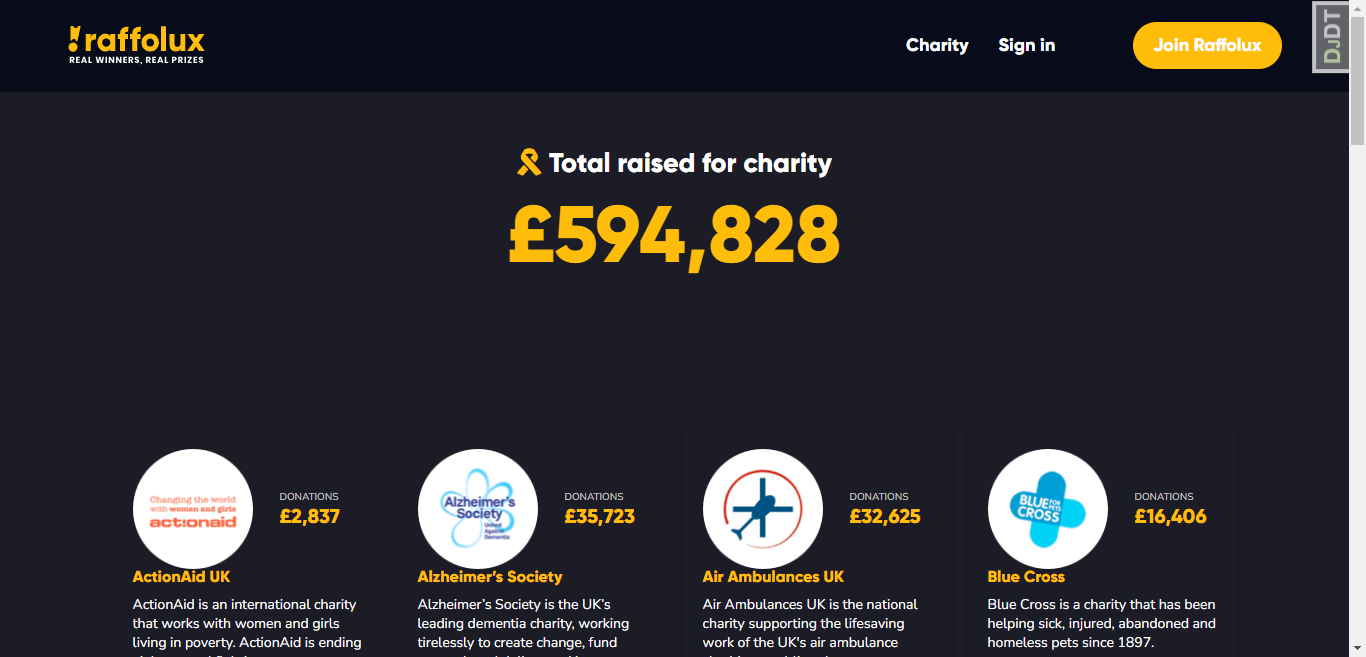 raffolux
REAL WINNERS, REAL PRIZES
Charity
Sign in
Join Raffolux
DJDT
Total raised for charity
£594,828
Changing the world
with women and girls
act!onaid
DONATIONS
£2,837
ActionAid UK
ActionAid is an international charity
that works with women and girls
living in poverty. ActionAid is ending
Alzheimer's
Society
United
Against
Dementia
DONATIONS
£35,723
Alzheimer’s Society
Alzheimer’s Society is the UK’s
leading dementia charity, working
tirelessly to create change, fund
DONATIONS
£32,625
Air Ambulances UK
Air Ambulances UK is the national
charity supporting the lifesaving
work of the UK's air ambulance
BLUE FOR PETS
CROSS
DONATIONS
£16,406
Blue Cross
Blue Cross is a charity that has been
helping sick, injured, abandoned and
homeless pets since 1897.